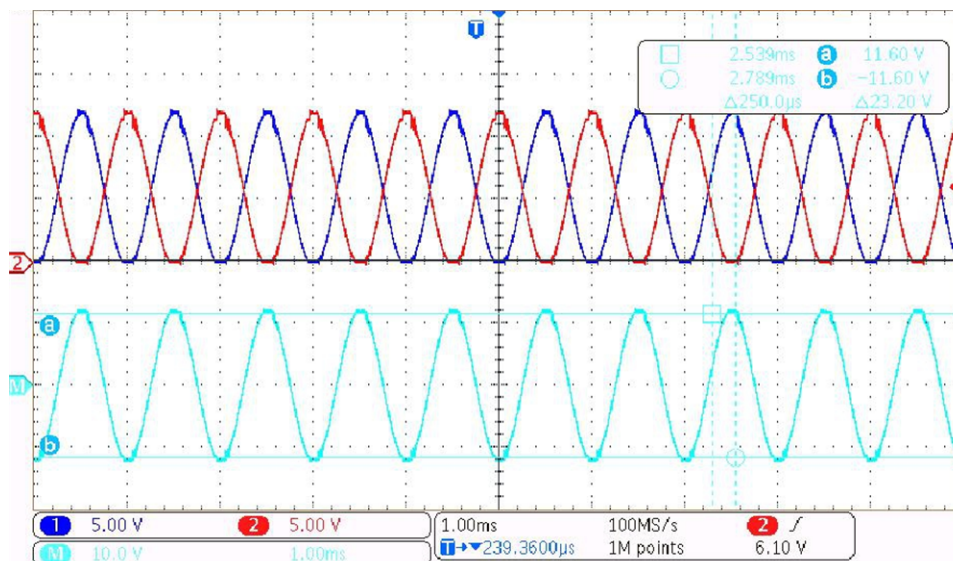 T
2.539ms a 11.60 V
2.789ms b −11.60 V
Δ250.0µs Δ23.20 V
2
a
M
b
1 5.00 V 2 5.00 V
M 10.0 V 1.00ms
1.00ms 100MS/s 2
T→▼239.3600µs 1M points 6.10 V